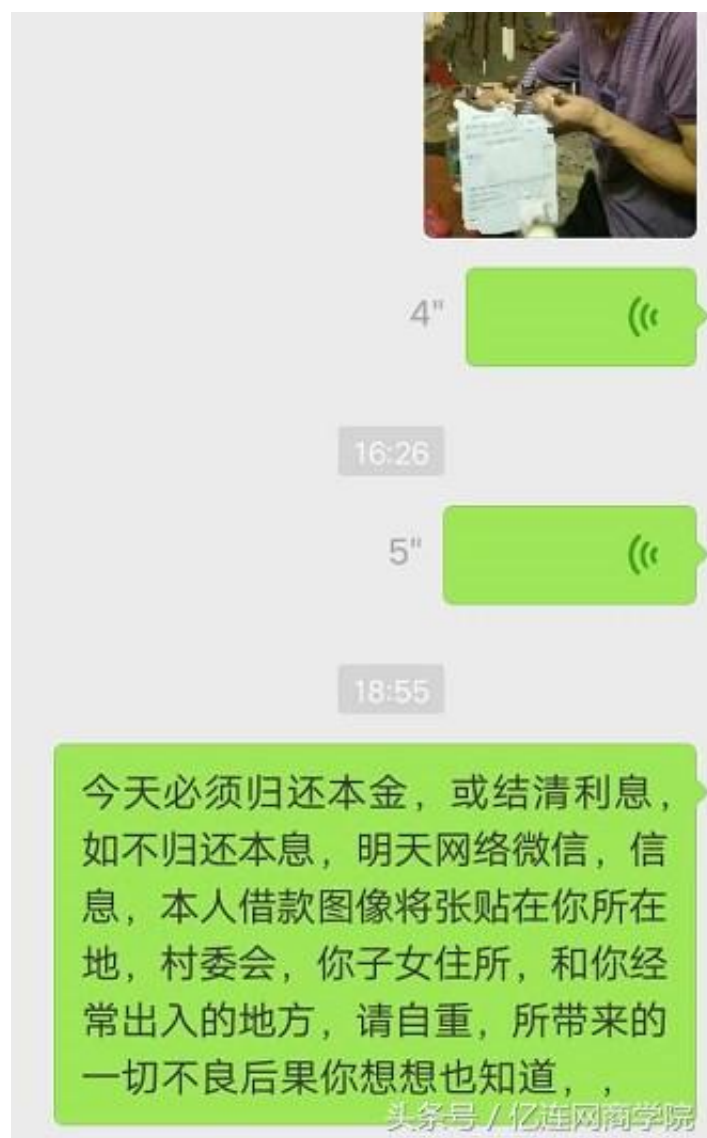 4"
16:26
5"
18:55
今天必须归还本金，或结清利息，
如不归还本息，明天网络微信，信
息，本人借款图像将张贴在你所在
地，村委会，你子女住所，和你经
常出入的地方，请自重，所带来的
一切不良后果你想想也知道，，
头条号 / 亿连网商学院